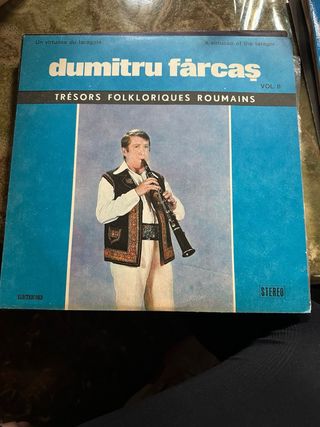 Un virtuose du taragote A virtuoso of the taragot
dumitru fărcaş
VOL. II
TRÉSORS FOLKLORIQUES ROUMAINS
STEREO